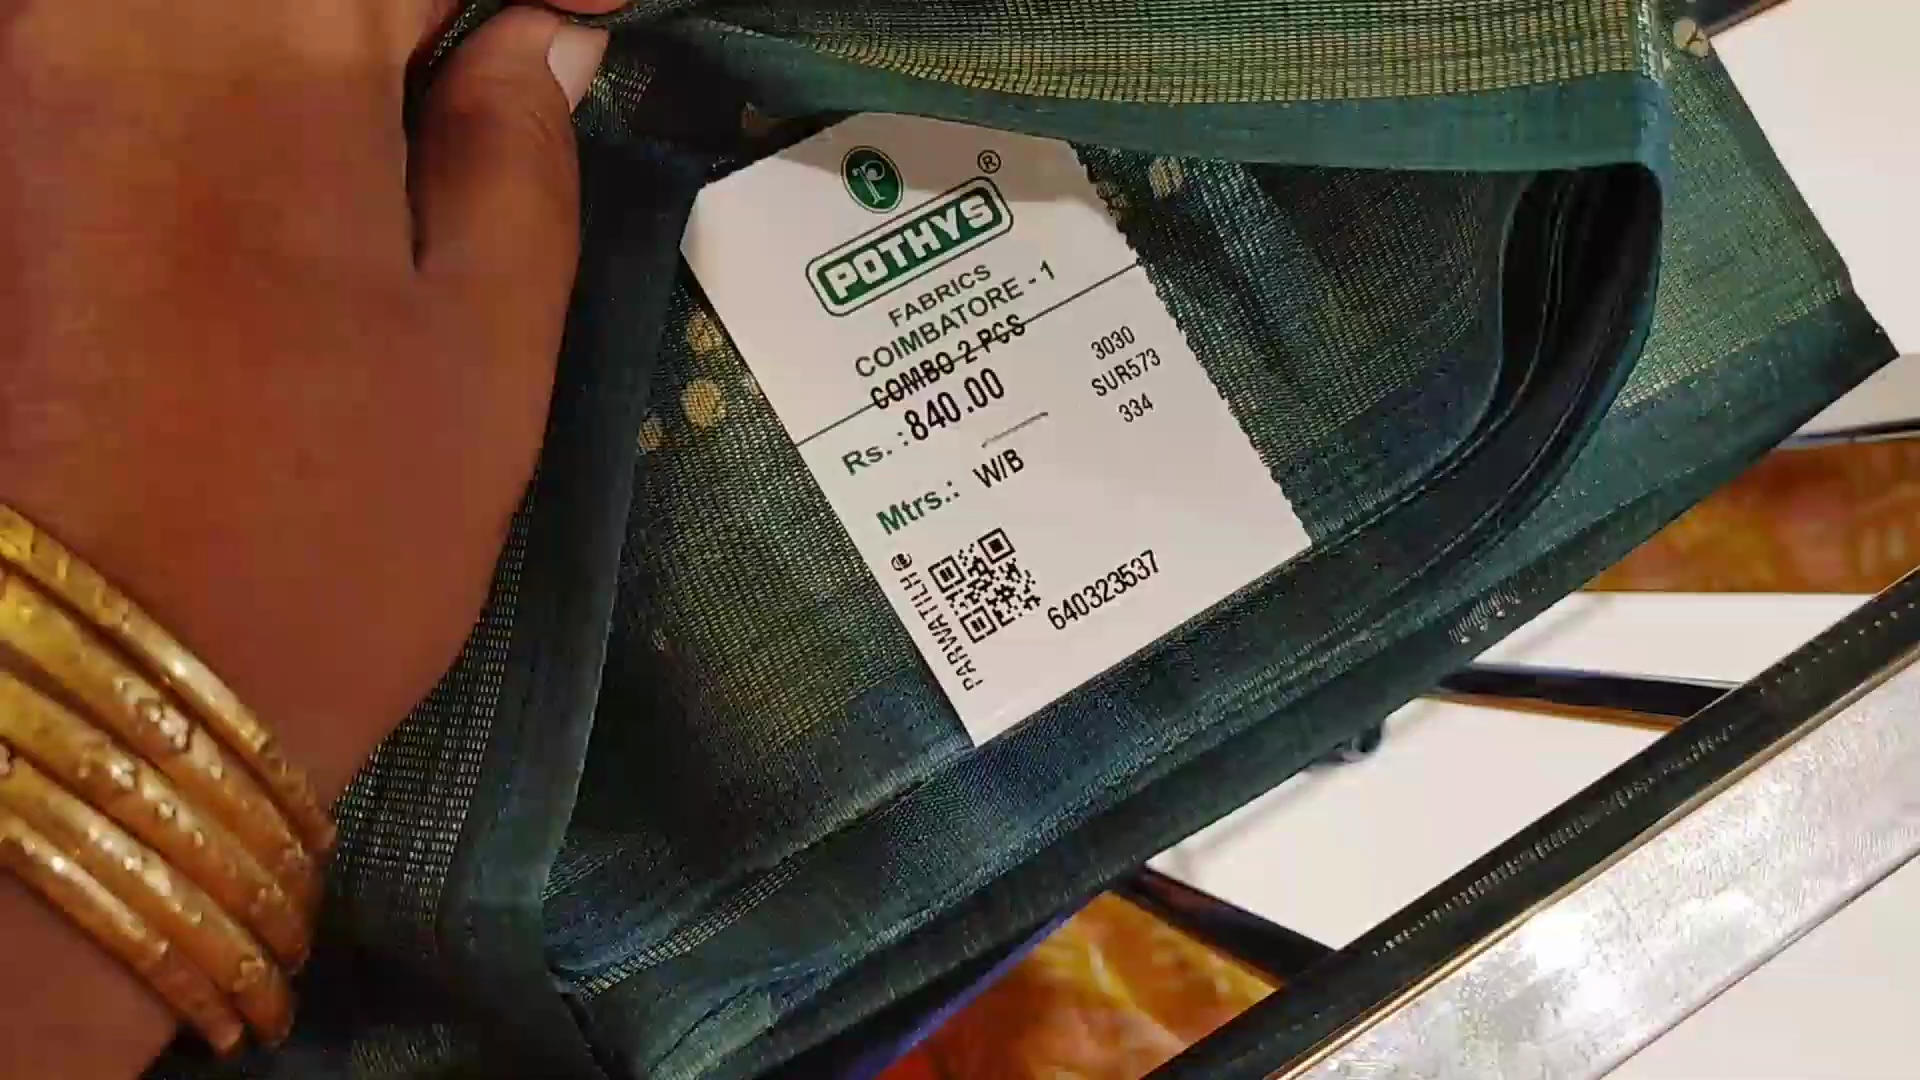 P
®
POTHYS
FABRICS
COIMBATORE - 1
COMBO 2 PCS
Rs. : 840.00
3030
SUR573
334
Mtrs.: W/B
PARWATILH
640323537